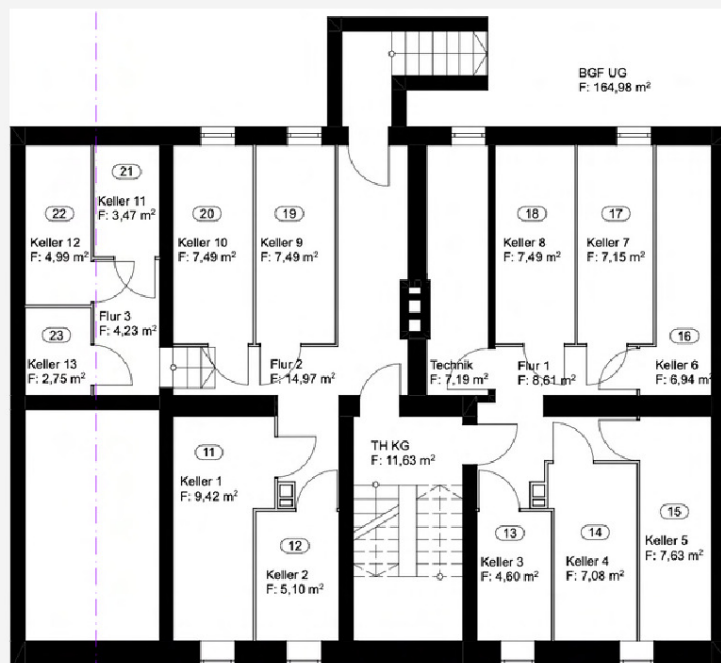 BGF UG
F: 164,98 m²
21
Keller 11
F: 3,47 m²
22
Keller 12
F: 4,99 m²
20
Keller 10
F: 7,49 m²
19
Keller 9
F: 7,49 m²
18
Keller 8
F: 7,49 m²
17
Keller 7
F: 7,15 m²
Flur 3
F: 4,23 m²
23
Keller 13
F: 2,75 m²
Flur 2
F: 14,97 m²
Technik
F: 7,19 m²
Flur 1
F: 8,61 m²
16
Keller 6
F: 6,94 m²
11
Keller 1
F: 9,42 m²
TH KG
F: 11,63 m²
12
Keller 2
F: 5,10 m²
13
Keller 3
F: 4,60 m²
14
Keller 4
F: 7,08 m²
15
Keller 5
F: 7,63 m²